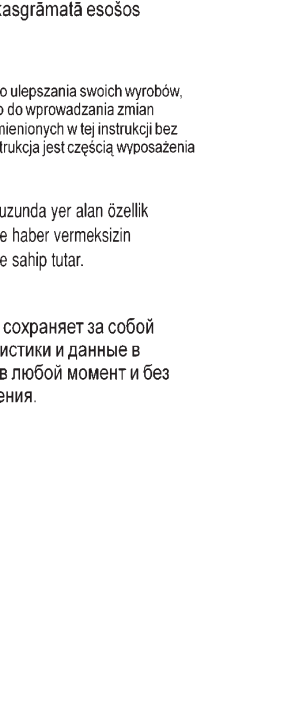 kasgrāmatā esošos
o ulepszania swoich wyrobów,
o do wprowadzania zmian
mienionych w tej instrukcji bez
trukcja jest częścią wyposażenia
uzunda yer alan özellik
e haber vermeksizin
e sahip tutar.
сохраняет за собой
истики и данные в
в любой момент и без
ения.